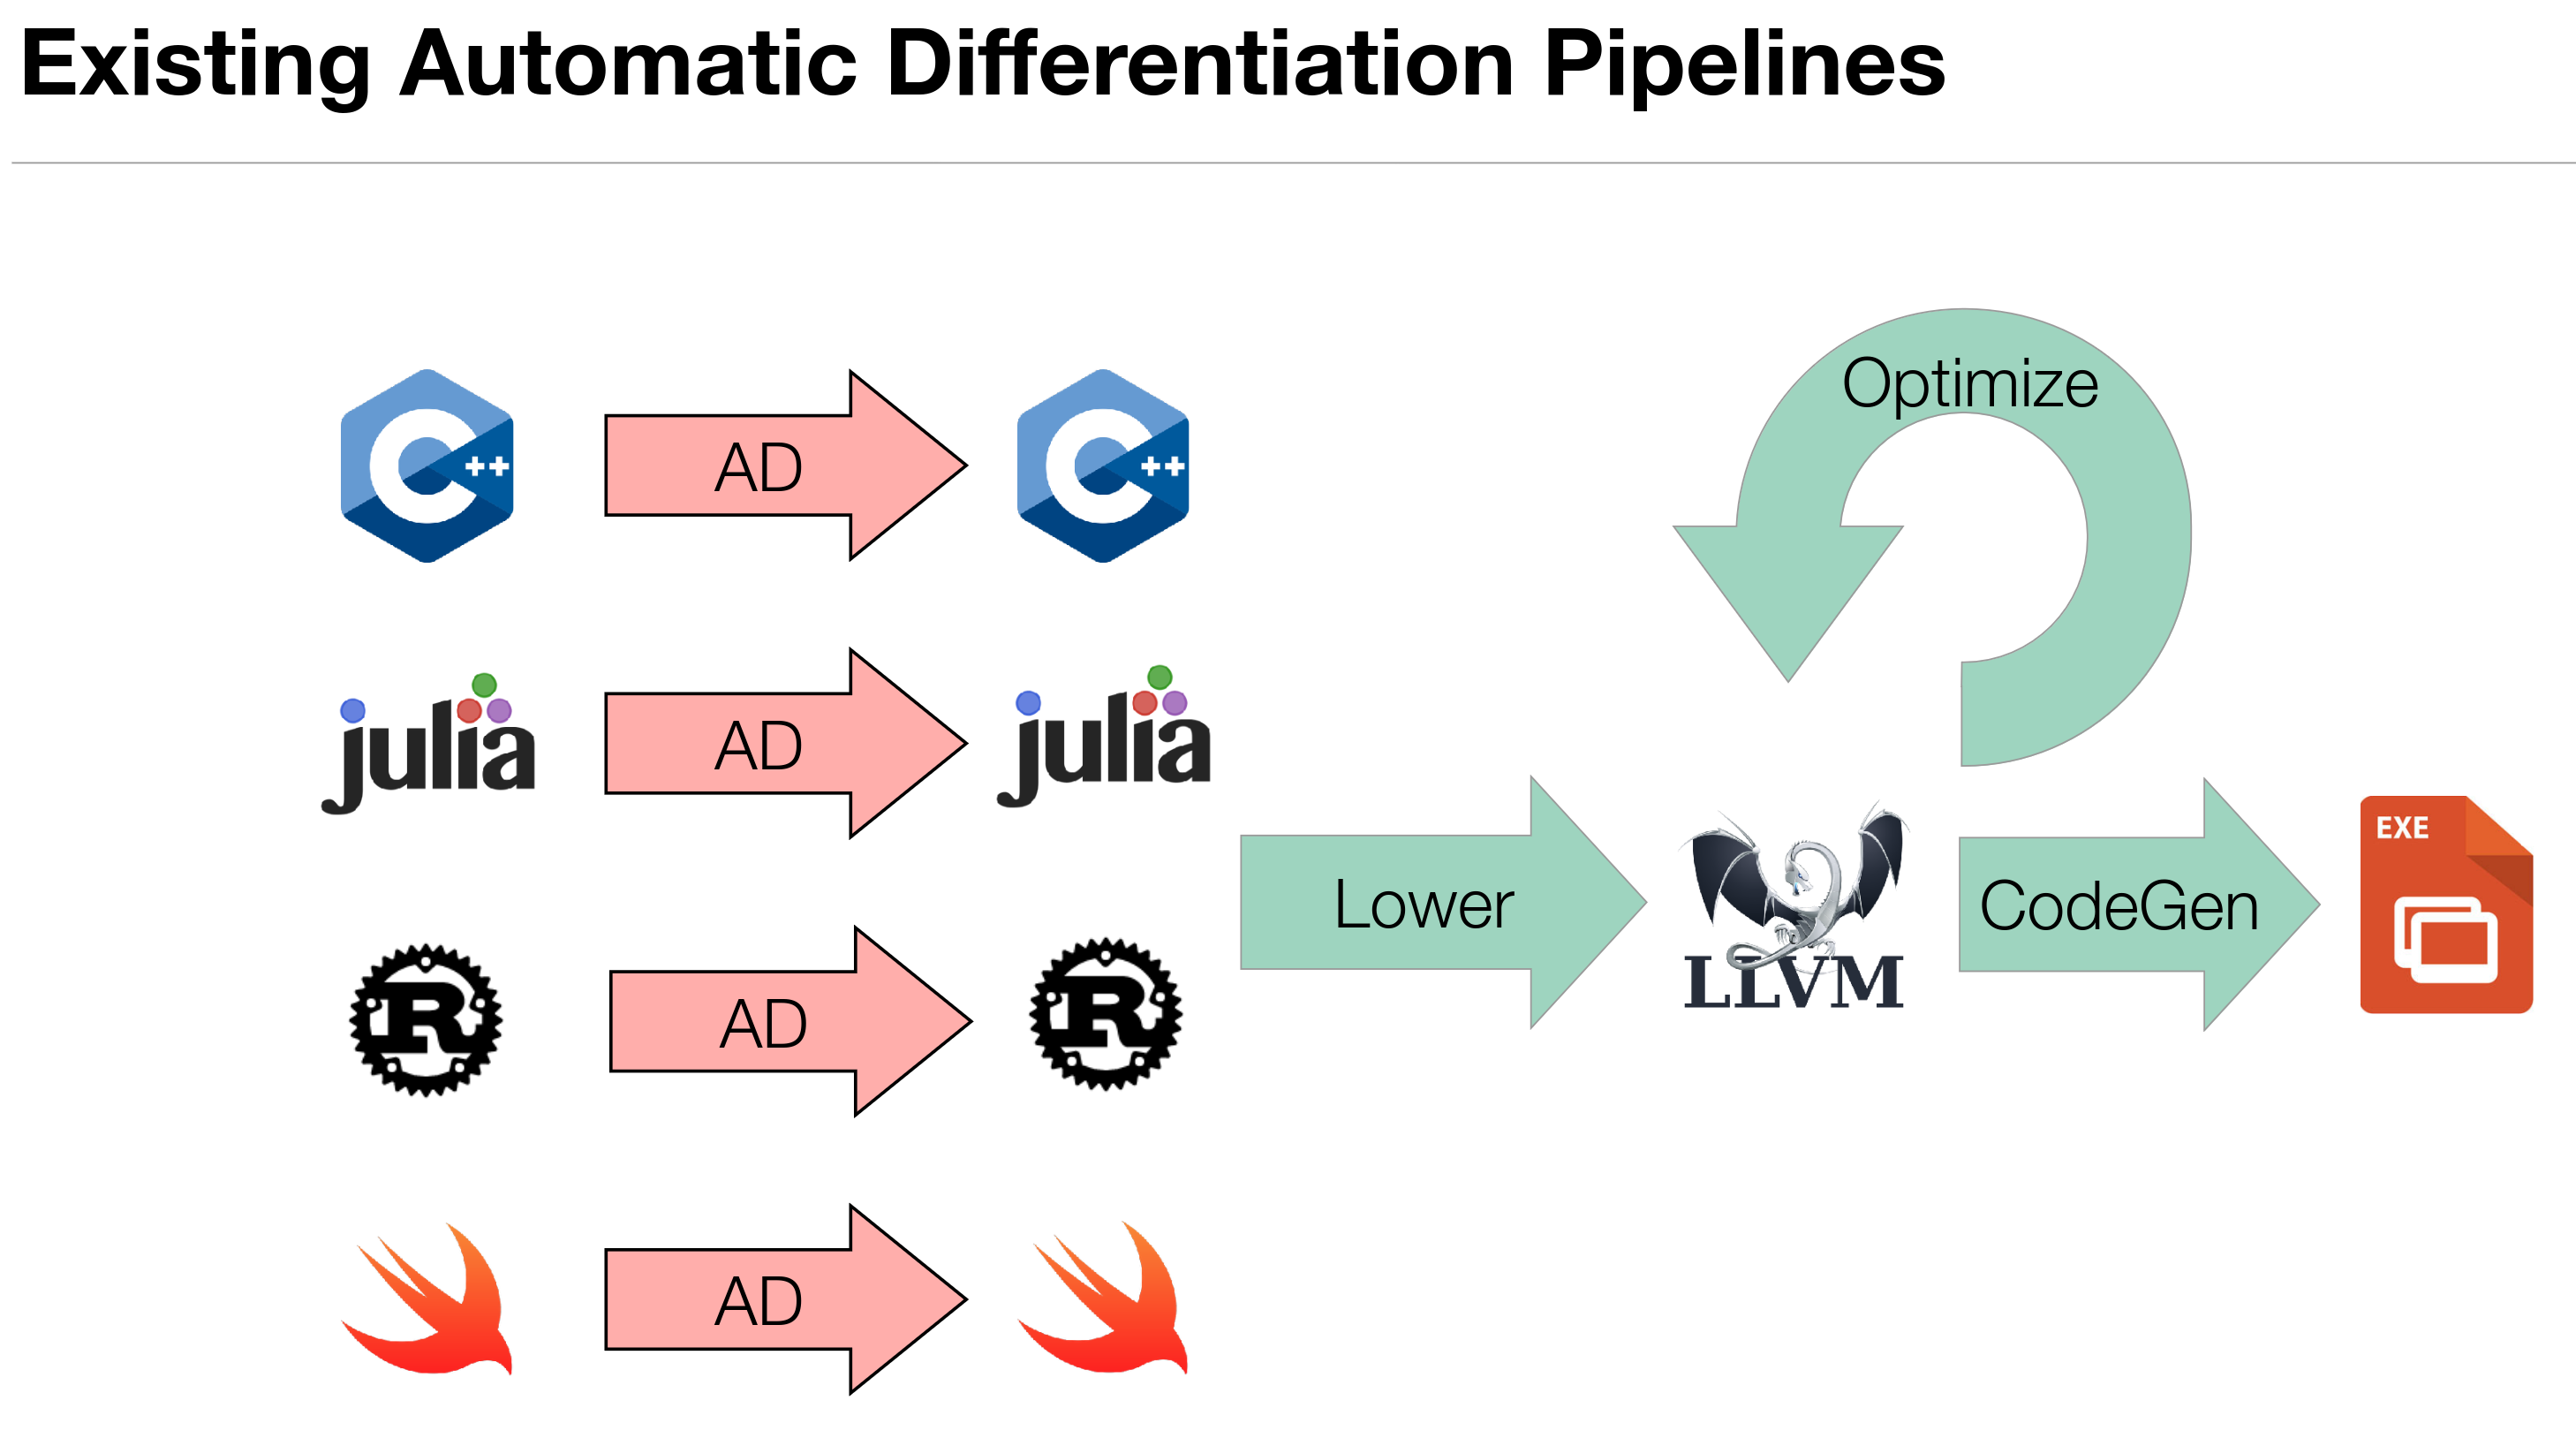 Existing Automatic Differentiation Pipelines
Optimize
C ++
AD
C ++
julia
AD
julia
Lower
LLVM
CodeGen
EXE
R
AD
R
AD